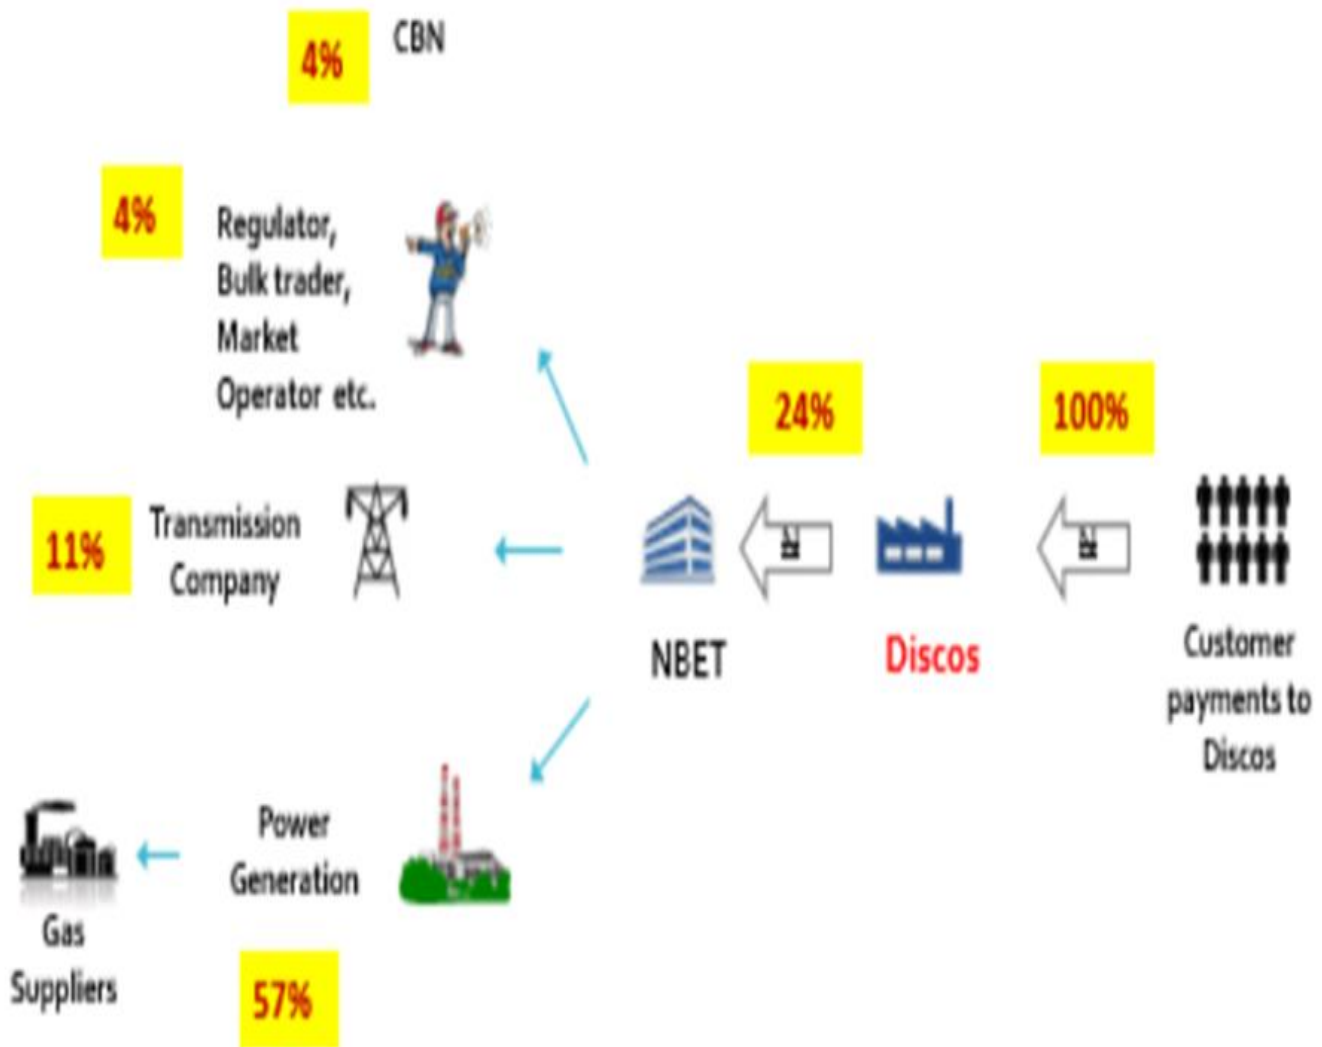 4%
CBN
4%
Regulator,
Bulk trader,
Market
Operator etc.
24%
100%
11%
Transmission
Company
NBET
Discos
Customer
payments to
Discos
Power
Generation
Gas
Suppliers
57%